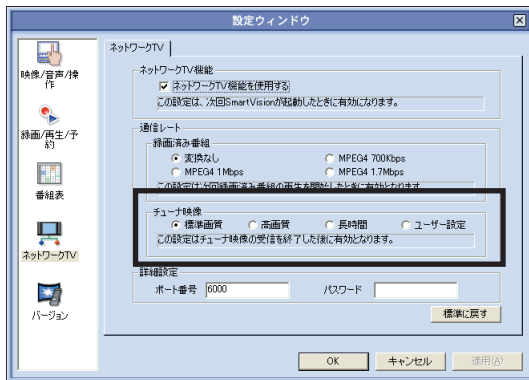 設定ウィンドウ
映像/音声/操
作
録画/再生/予
約
番組表
ネットワークTV
バージョン
ネットワークTV
ネットワークTV機能
ネットワークTV機能を使用する
この設定は、次回SmartVisionが起動したときに有効になります。
通信レート
録画済み番組
変換なし MPEG4 700Kbps
MPEG4 1Mbps MPEG4 1.7Mbps
この設定は次回録画済み番組の再生を開始したときに有効となります。
チューナ映像
標準画質 高画質 長時間 ユーザー設定
この設定はチューナ映像の受信を終了した後に有効となります。
詳細設定
ポート番号 6000 パスワード
標準に戻す
OK キャンセル 適用(A)